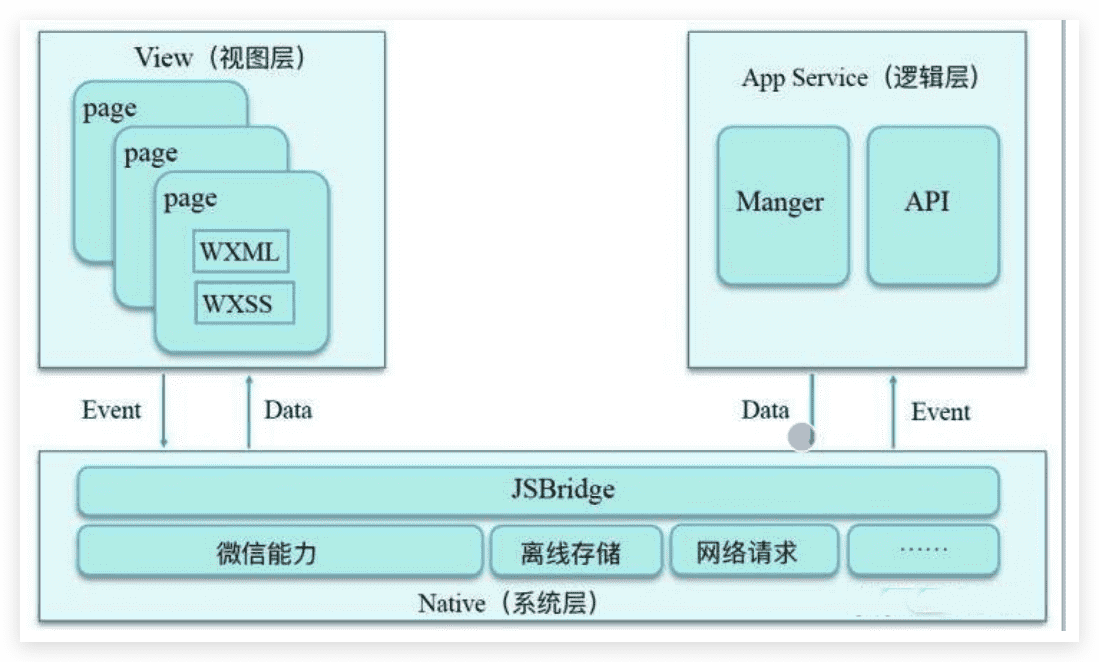 View（视图层）
page
page
page
WXML
WXSS
App Service（逻辑层）
Manger
API
Event
Data
Data
Event
JSBridge
微信能力
离线存储
网络请求
······
Native（系统层）